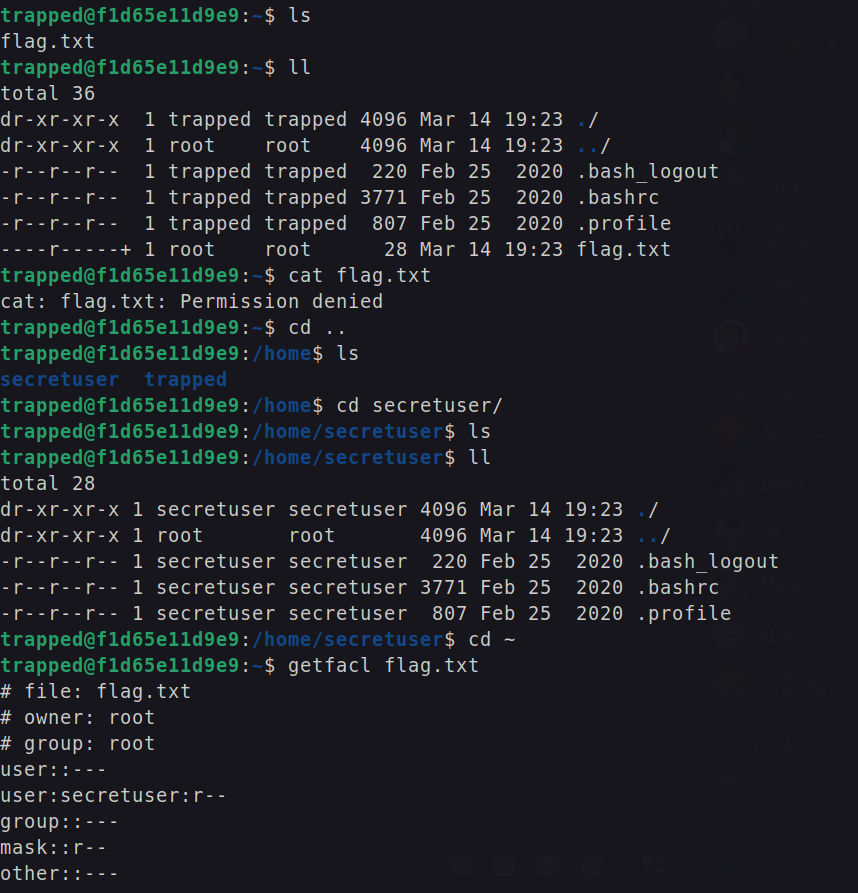 trapped@f1d65e11d9e9:~$ ls
flag.txt
trapped@f1d65e11d9e9:~$ ll
total 36
dr-xr-xr-x  1 trapped trapped 4096 Mar 14 19:23 ./
dr-xr-xr-x  1 root    root    4096 Mar 14 19:23 ../
-r--r--r--  1 trapped trapped  220 Feb 25  2020 .bash_logout
-r--r--r--  1 trapped trapped 3771 Feb 25  2020 .bashrc
-r--r--r--  1 trapped trapped  807 Feb 25  2020 .profile
----r-----+ 1 root    root      28 Mar 14 19:23 flag.txt
trapped@f1d65e11d9e9:~$ cat flag.txt
cat: flag.txt: Permission denied
trapped@f1d65e11d9e9:~$ cd ..
trapped@f1d65e11d9e9:/home$ ls
secretuser  trapped
trapped@f1d65e11d9e9:/home$ cd secretuser/
trapped@f1d65e11d9e9:/home/secretuser$ ls
trapped@f1d65e11d9e9:/home/secretuser$ ll
total 28
dr-xr-xr-x 1 secretuser secretuser 4096 Mar 14 19:23 ./
dr-xr-xr-x 1 root       root       4096 Mar 14 19:23 ../
-r--r--r-- 1 secretuser secretuser  220 Feb 25  2020 .bash_logout
-r--r--r-- 1 secretuser secretuser 3771 Feb 25  2020 .bashrc
-r--r--r-- 1 secretuser secretuser  807 Feb 25  2020 .profile
trapped@f1d65e11d9e9:/home/secretuser$ cd ~
trapped@f1d65e11d9e9:~$ getfacl flag.txt
# file: flag.txt
# owner: root
# group: root
user::---
user:secretuser:r--
group::---
mask::r--
other::---